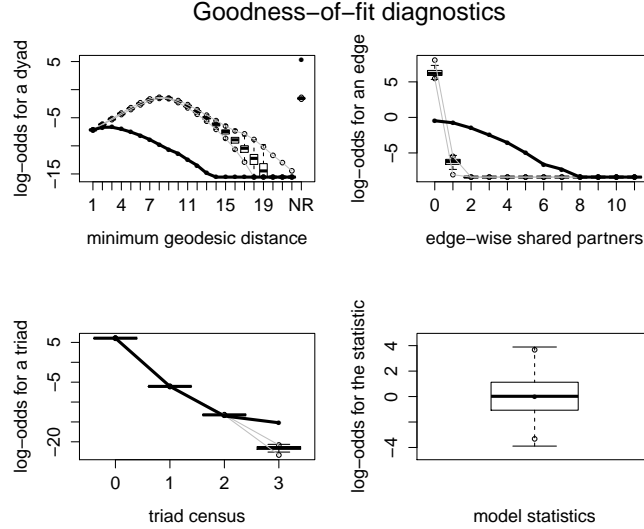 Goodness−of−fit diagnostics
log−odds for a dyad
5
−5
−15
1 4 7 11 15 19 NR
minimum geodesic distance
log−odds for an edge
5
0
−5
0 2 4 6 8 10
edge−wise shared partners
log−odds for a triad
5
−5
−20
0 1 2 3
triad census
log−odds for the statistic
4
2
0
−4
model statistics